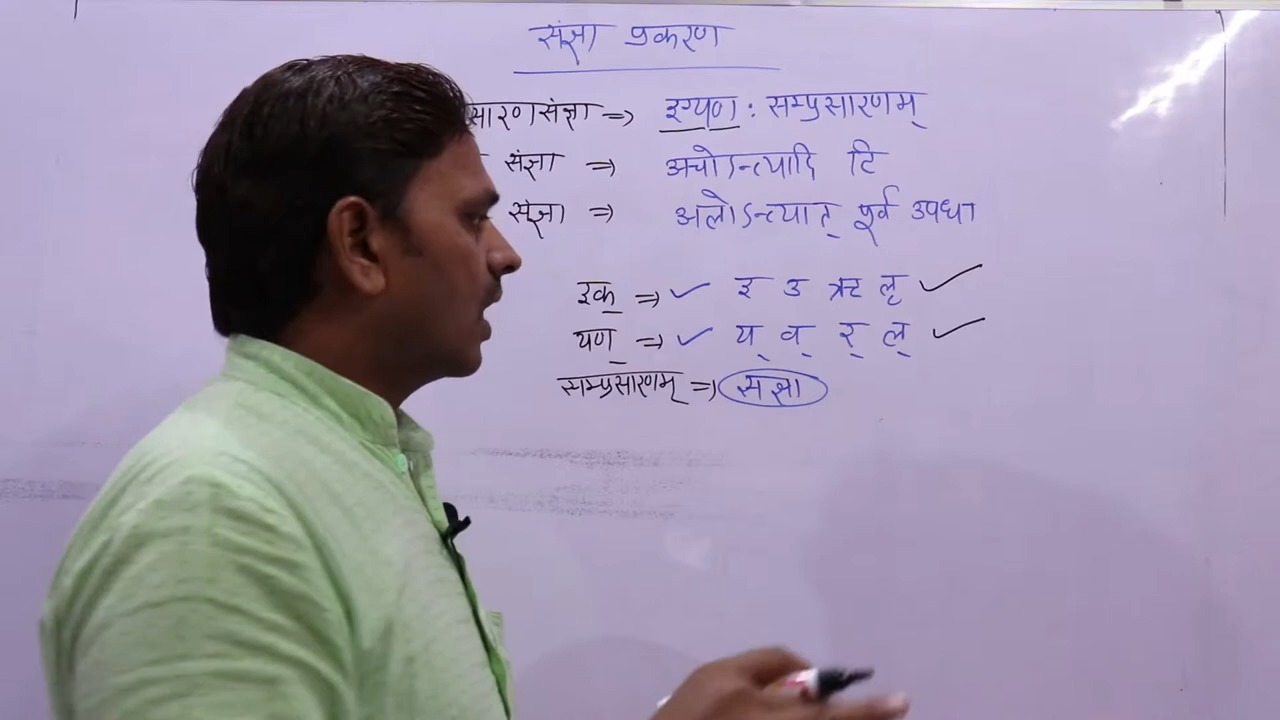 संज्ञा प्रकरण
सारणसंज्ञा => इग्यण : सम्प्रसारणम्
संज्ञा => अचोऽन्त्यादि टि
संज्ञा => अलोऽन्त्यात् पूर्व उपधा
इक् => ✓ इ उ ऋ लृ ✓
यण् => ✓ य् व् र् ल् ✓
सम्प्रसारणम् => संज्ञा